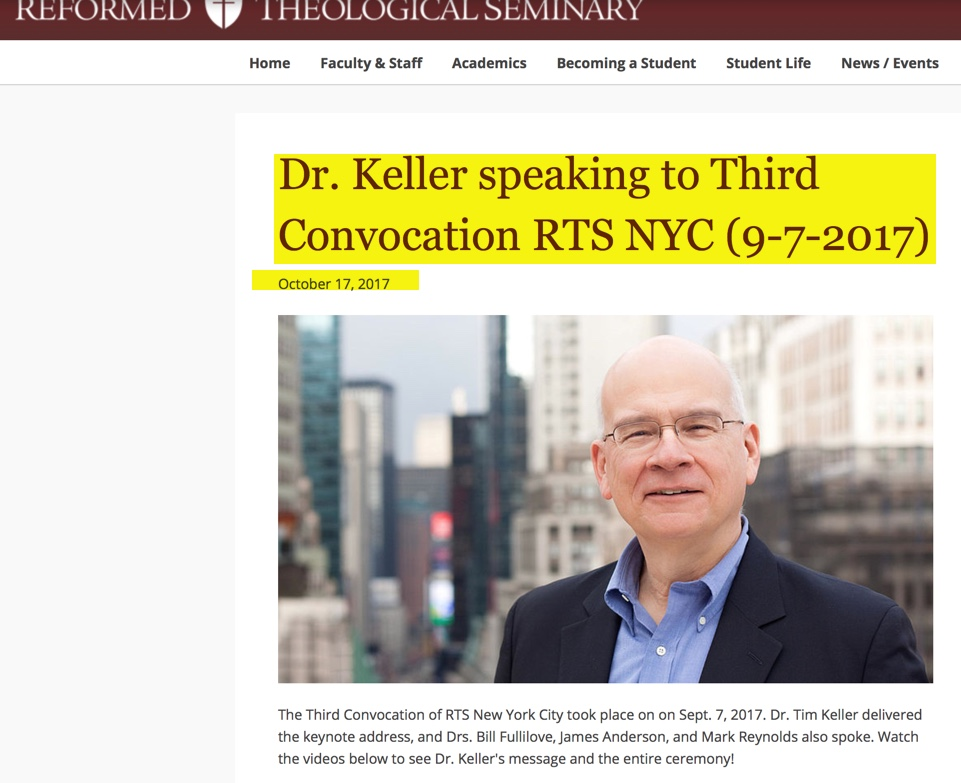 REFORMED THEOLOGICAL SEMINARY
Home Faculty & Staff Academics Becoming a Student Student Life News / Events
Dr. Keller speaking to Third
Convocation RTS NYC (9-7-2017)
October 17, 2017
The Third Convocation of RTS New York City took place on on Sept. 7, 2017. Dr. Tim Keller delivered
the keynote address, and Drs. Bill Fullilove, James Anderson, and Mark Reynolds also spoke. Watch
the videos below to see Dr. Keller's message and the entire ceremony!